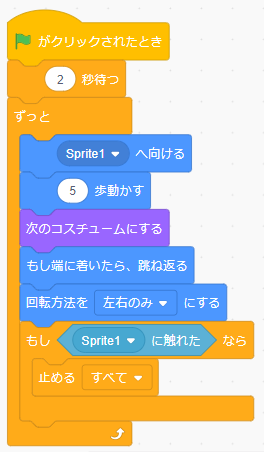 がクリックされたとき
2 秒待つ
ずっと
Sprite1 へ向ける
5 歩動かす
次のコスチュームにする
もし端に着いたら、跳ね返る
回転方法を 左右のみ にする
もし Sprite1 に触れた なら
止める すべて